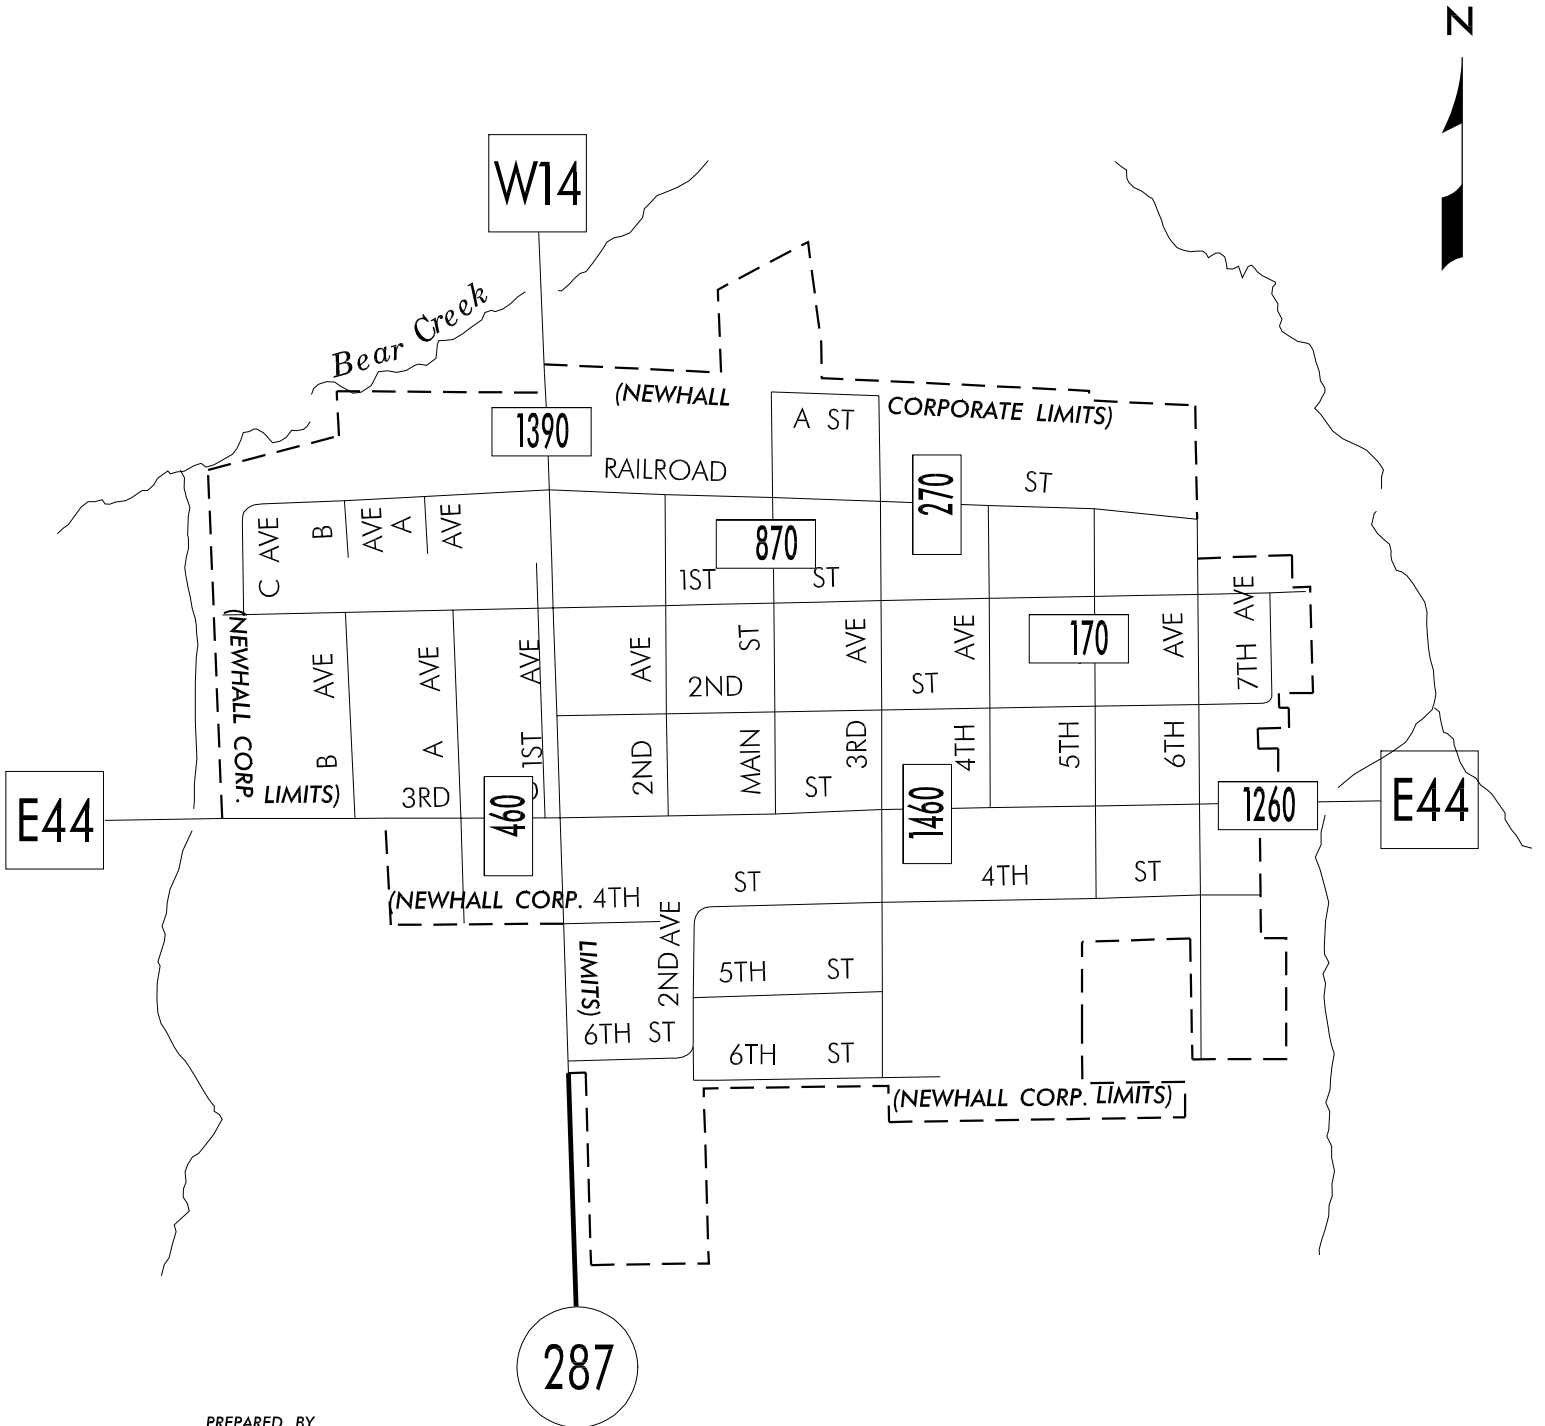 N
W14
Bear Creek
(NEWHALL
CORPORATE LIMITS)
A ST
1390
RAILROAD
ST
270
C AVE
B AVE
A AVE
870
1ST ST
7TH AVE
170
(NEWHALL CORP.
LIMITS)
B AVE
A AVE
1ST AVE
2ND AVE
MAIN ST
3RD AVE
4TH AVE
5TH
6TH AVE
2ND ST
E44
3RD
ST
460
1460
1260
E44
(NEWHALL CORP.
LIMITS)
4TH
ST
4TH
ST
2ND AVE
5TH ST
6TH ST
6TH ST
(NEWHALL CORP. LIMITS)
287
PREPARED BY